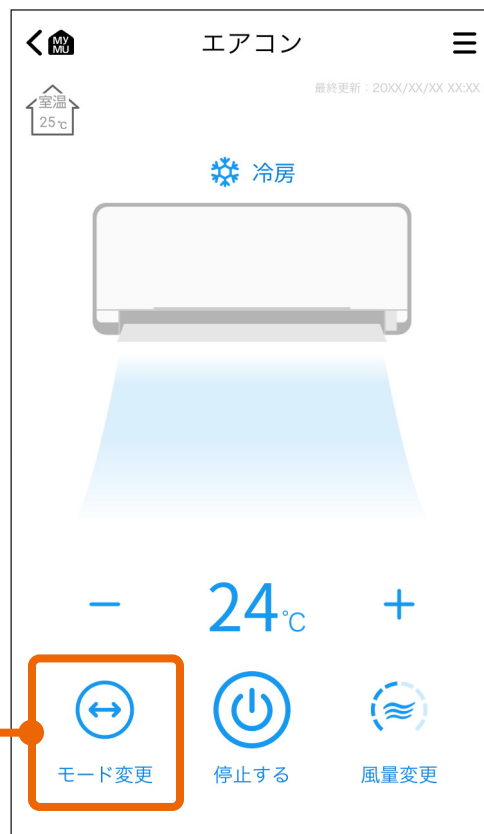 MY
MU
エアコン
最終更新：20XX/XX/XX XX:XX
室温
25℃
冷房
24℃
モード変更
停止する
風量変更